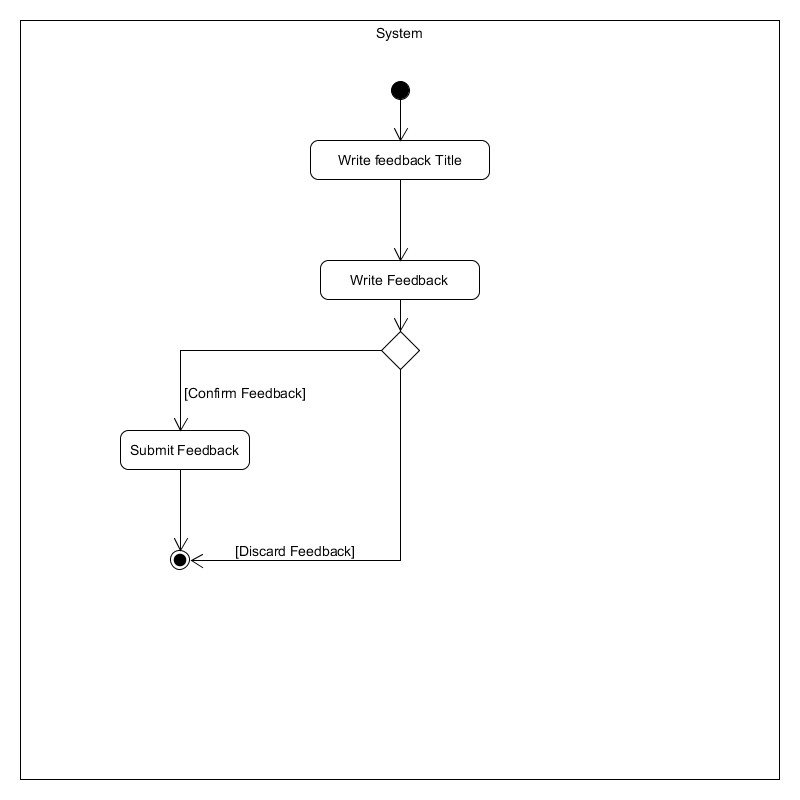 System
Write feedback Title
Write Feedback
[Confirm Feedback]
Submit Feedback
[Discard Feedback]